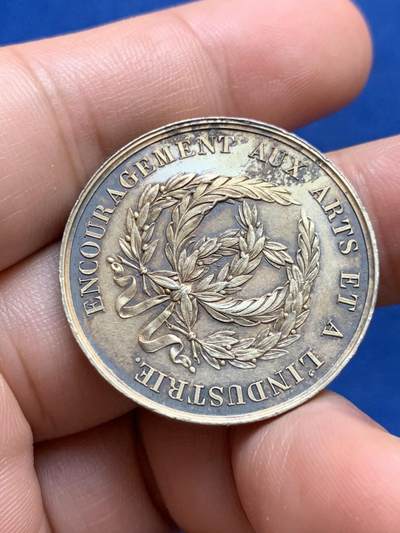 ENCOURAGEMENT AUX ARTS ET A L'INDUSTRIE.